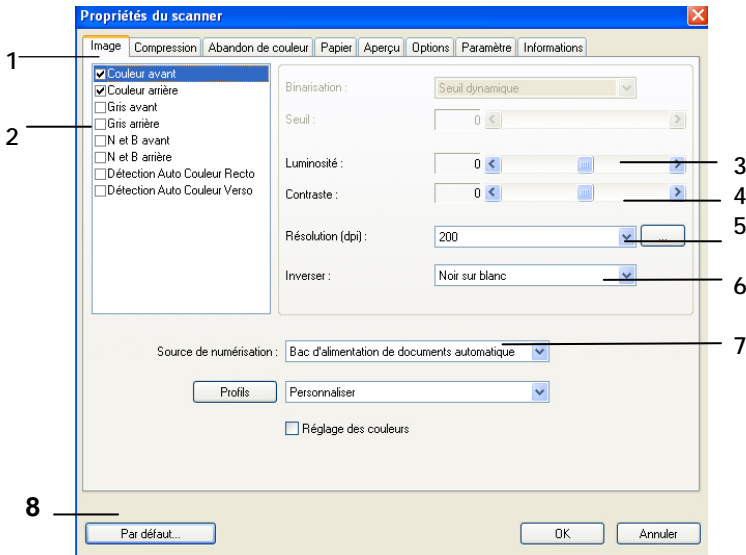 Propriétés du scanner
Image Compression Abandon de couleur Papier Aperçu Options Paramètre Informations
1
Couleur avant
Couleur arrière
Gris avant
Gris arrière
N et B avant
N et B arrière
Détection Auto Couleur Recto
Détection Auto Couleur Verso
2
Binarisation : Seuil dynamique
Seuil : 0
Luminosité : 0
3
Contraste : 0
4
Résolution (dpi) : 200 ...
5
Inverser : Noir sur blanc
6
Source de numérisation : Bac d'alimentation de documents automatique
7
Profils Personnaliser
Réglage des couleurs
8
Par défaut... OK Annuler